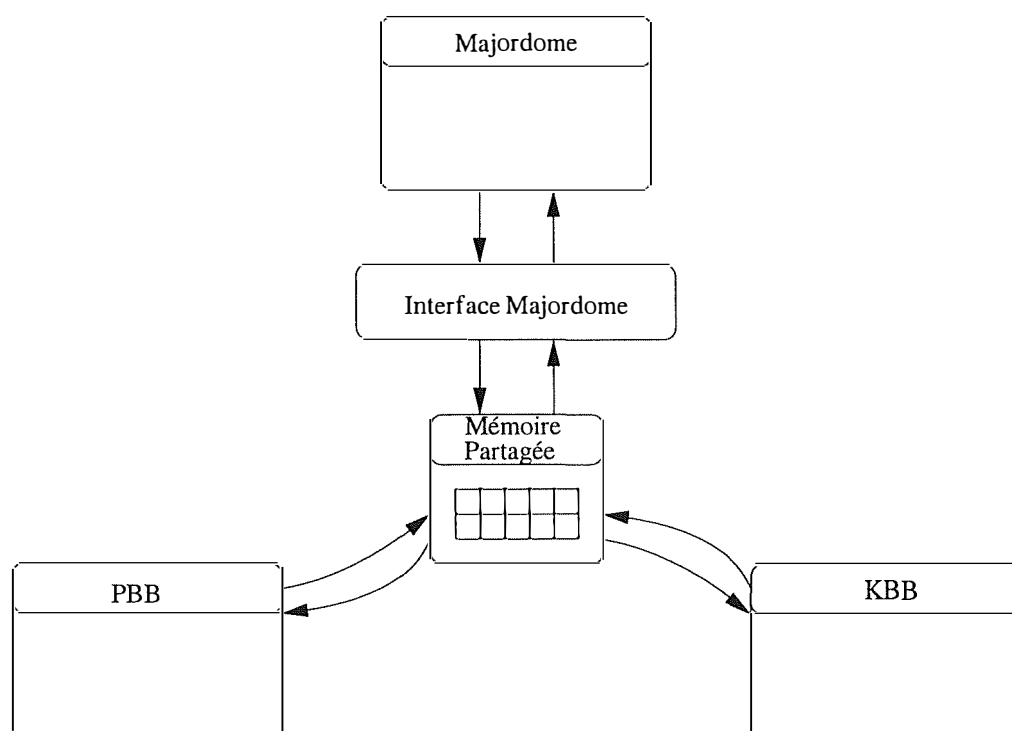 Majordome
Interface Majordome
Mémoire
Partagée
PBB
KBB